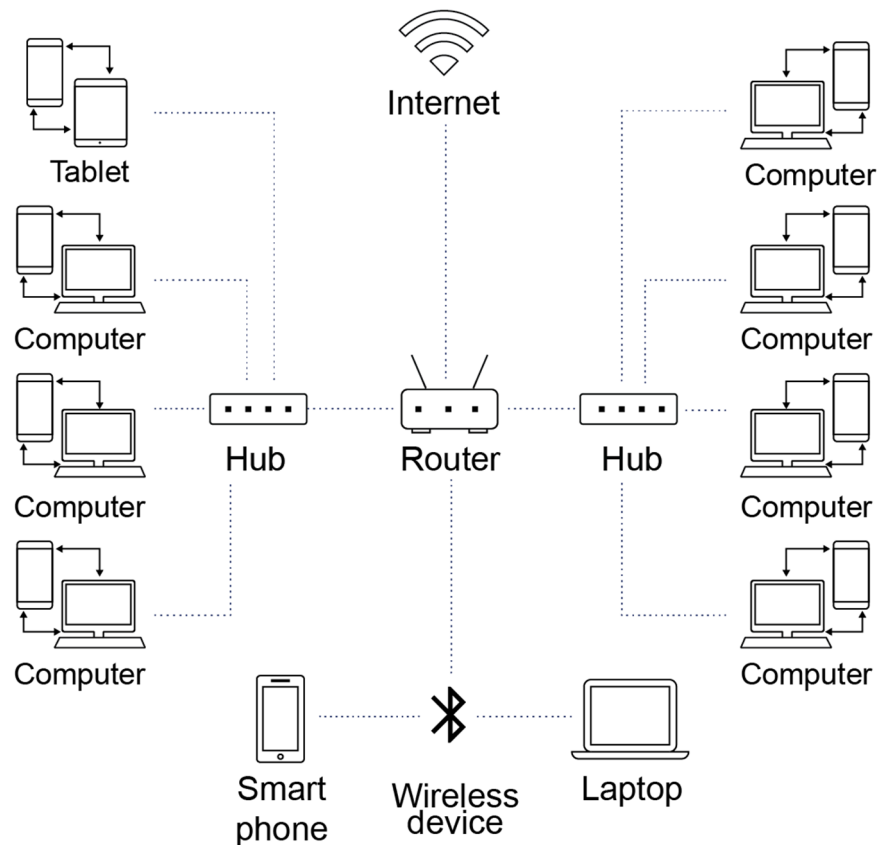 Internet
Tablet
Computer
Computer
Computer
Computer
Computer
Hub
Router
Hub
Computer
Computer
Computer
Smart
phone
Wireless
device
Laptop